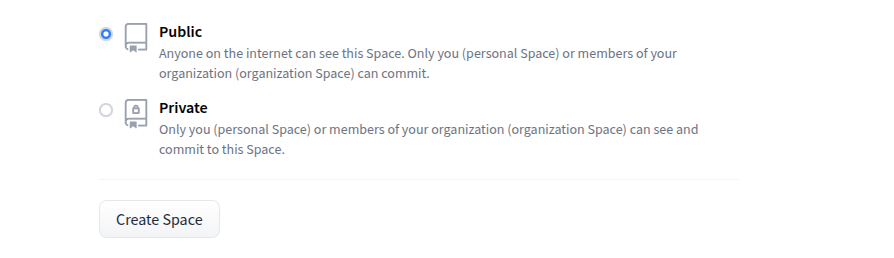 Public
Anyone on the internet can see this Space. Only you (personal Space) or members of your
organization (organization Space) can commit.
Private
Only you (personal Space) or members of your organization (organization Space) can see and
commit to this Space.
Create Space